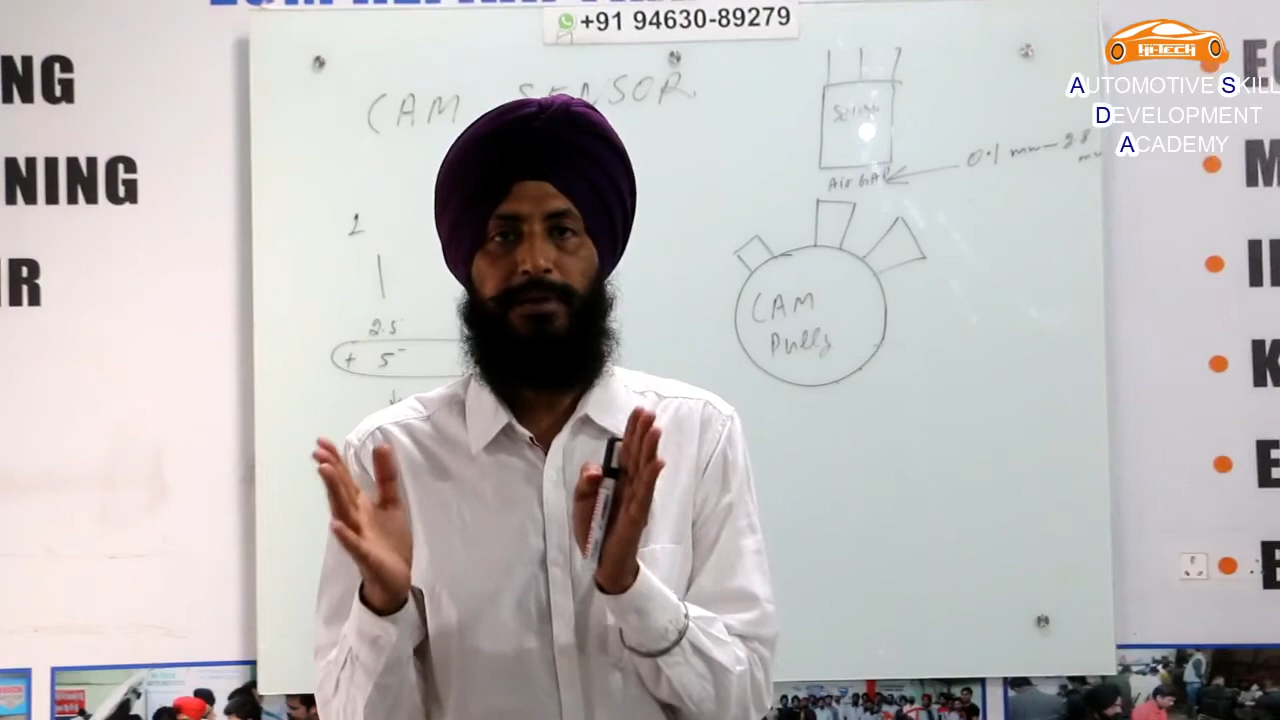 +91 94630-89279
HI-TECH
AUTOMOTIVE SKILL
DEVELOPMENT
ACADEMY
NG
NING
IR
CAM SENSOR
1
2.5
+ 5
Sensor
Air GAP
0.1 mm - 2.8
mm
CAM
Pully
E
M
K
E